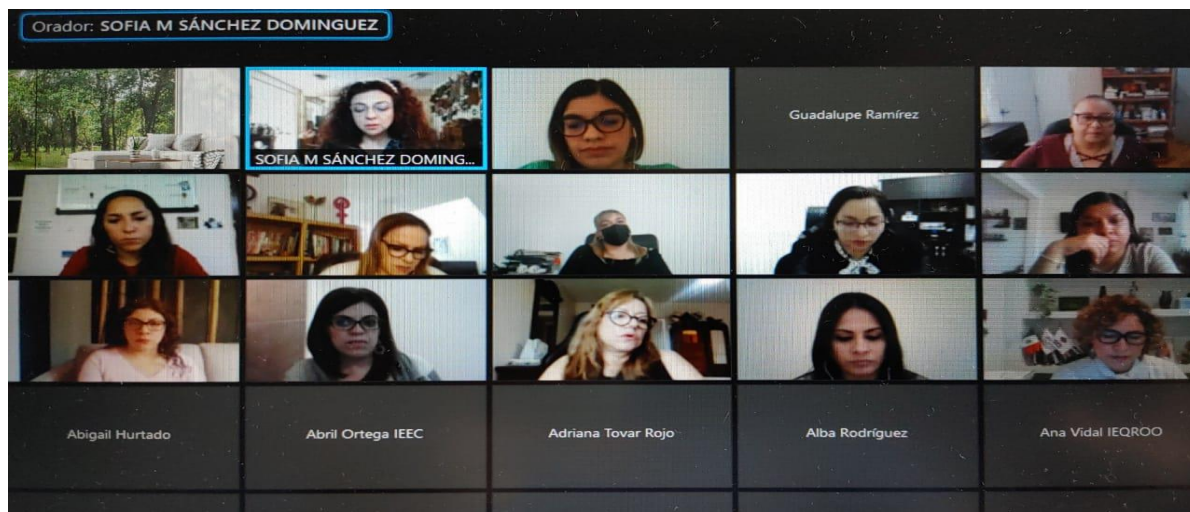 Orador: SOFIA M SÁNCHEZ DOMINGUEZ
Guadalupe Ramírez
SOFIA M SÁNCHEZ DOMING...
Abigail Hurtado
Abril Ortega IEEC
Adriana Tovar Rojo
Alba Rodríguez
Ana Vidal IEQROO